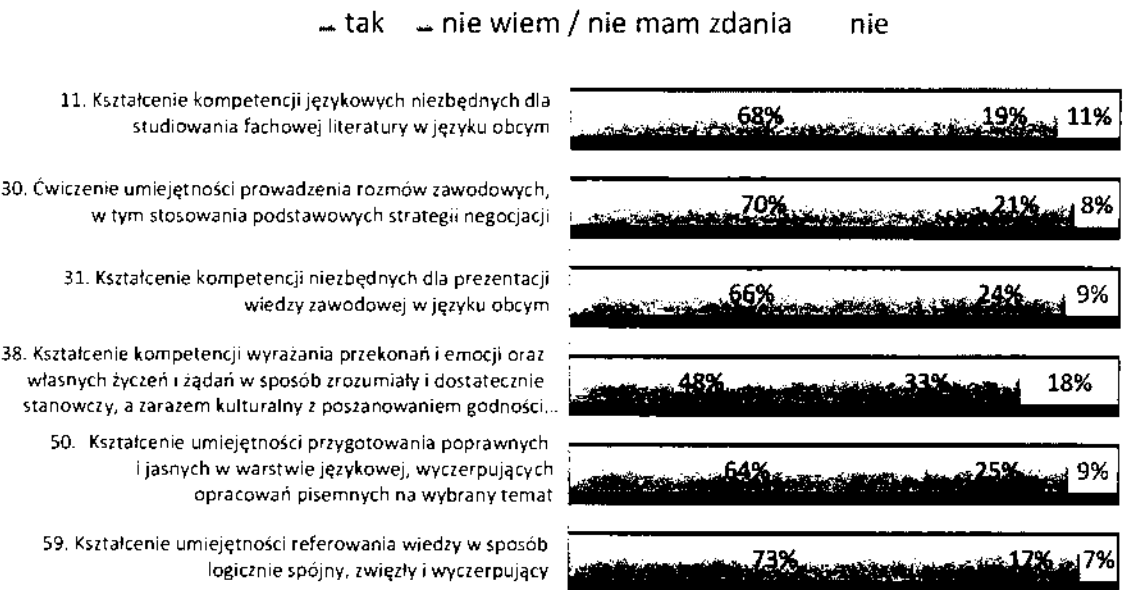 tak nie wiem / nie mam zdania nie
11. Kształcenie kompetencji językowych niezbędnych dla
studiowania fachowej literatury w języku obcym
68% 19% 11%
30. Ćwiczenie umiejętności prowadzenia rozmów zawodowych,
w tym stosowania podstawowych strategii negocjacji
70% 21% 8%
31. Kształcenie kompetencji niezbędnych dla prezentacji
wiedzy zawodowej w języku obcym
66% 24% 9%
38. Kształcenie kompetencji wyrażania przekonań i emocji oraz
własnych życzeń i żądań w sposób zrozumiały i dostatecznie
stanowczy, a zarazem kulturalny z poszanowaniem godności...
48% 33% 18%
50. Kształcenie umiejętności przygotowania poprawnych
i jasnych w warstwie językowej, wyczerpujących
opracowań pisemnych na wybrany temat
64% 25% 9%
59. Kształcenie umiejętności referowania wiedzy w sposób
logicznie spójny, zwięzły i wyczerpujący
73% 17% 7%